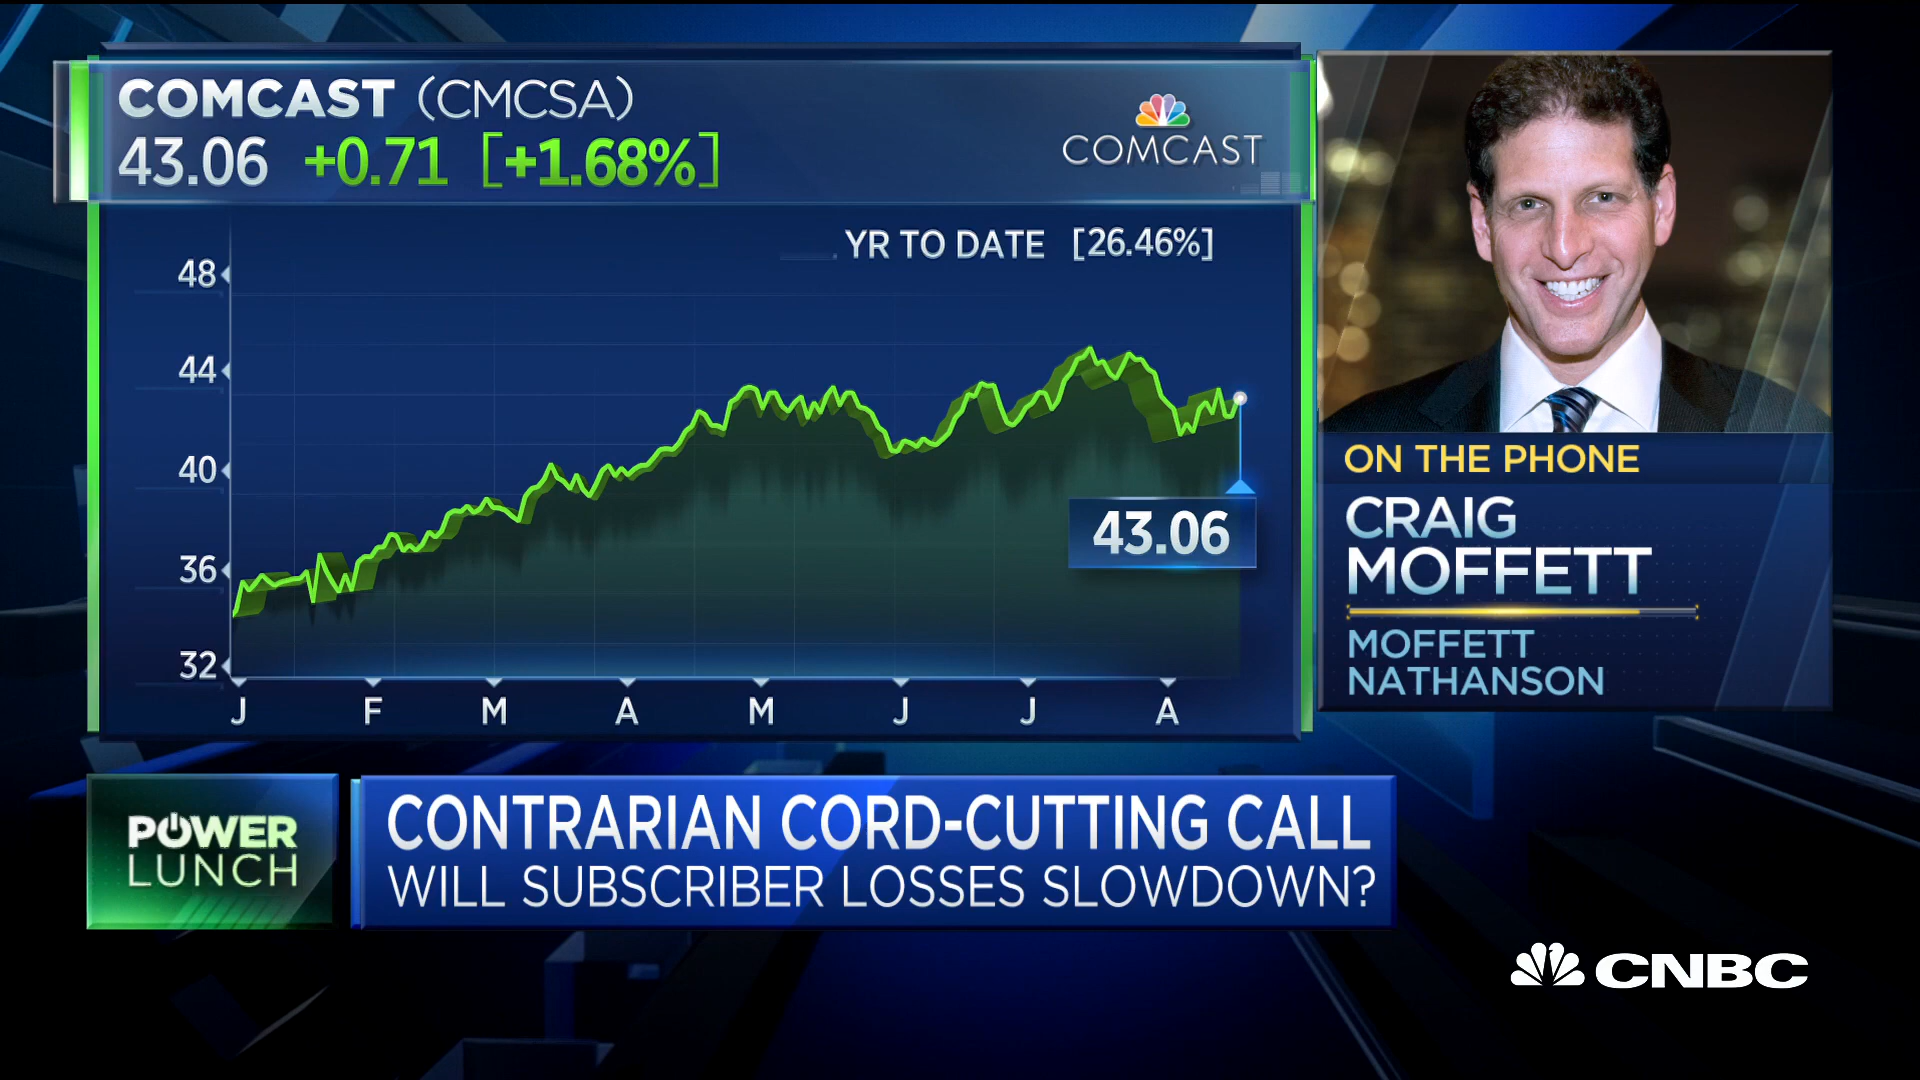 COMCAST (CMCSA)
43.06 +0.71 [+1.68%]
COMCAST
YR TO DATE [26.46%]
48
44
40
36
32
43.06
J F M A M J J A
ON THE PHONE
CRAIG
MOFFETT
MOFFETT
NATHANSON
POWER
LUNCH
CONTRARIAN CORD-CUTTING CALL
WILL SUBSCRIBER LOSSES SLOWDOWN?
CNBC